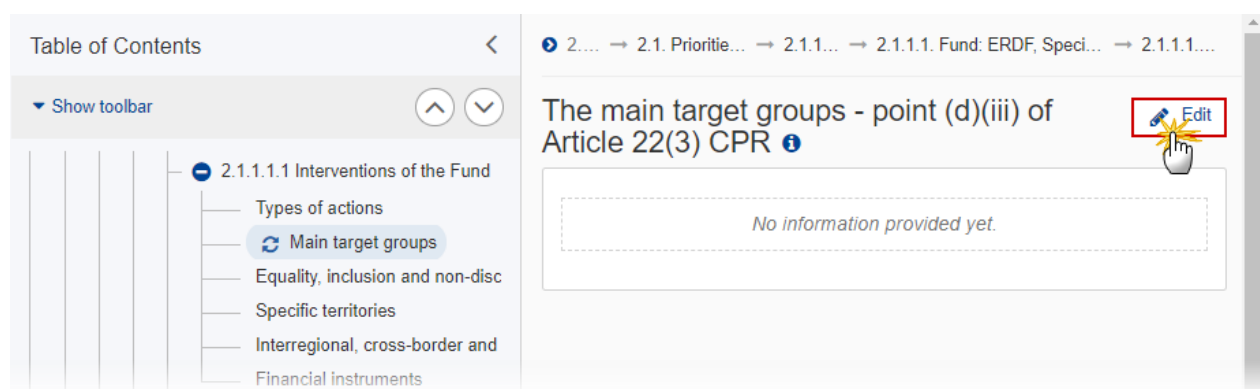 Table of Contents
2.... → 2.1. Prioritie... → 2.1.1... → 2.1.1.1. Fund: ERDF, Speci... → 2.1.1.1....
Show toolbar
The main target groups - point (d)(iii) of
Article 22(3) CPR
Edit
2.1.1.1.1 Interventions of the Fund
Types of actions
Main target groups
Equality, inclusion and non-disc
Specific territories
Interregional, cross-border and
Financial instruments
No information provided yet.